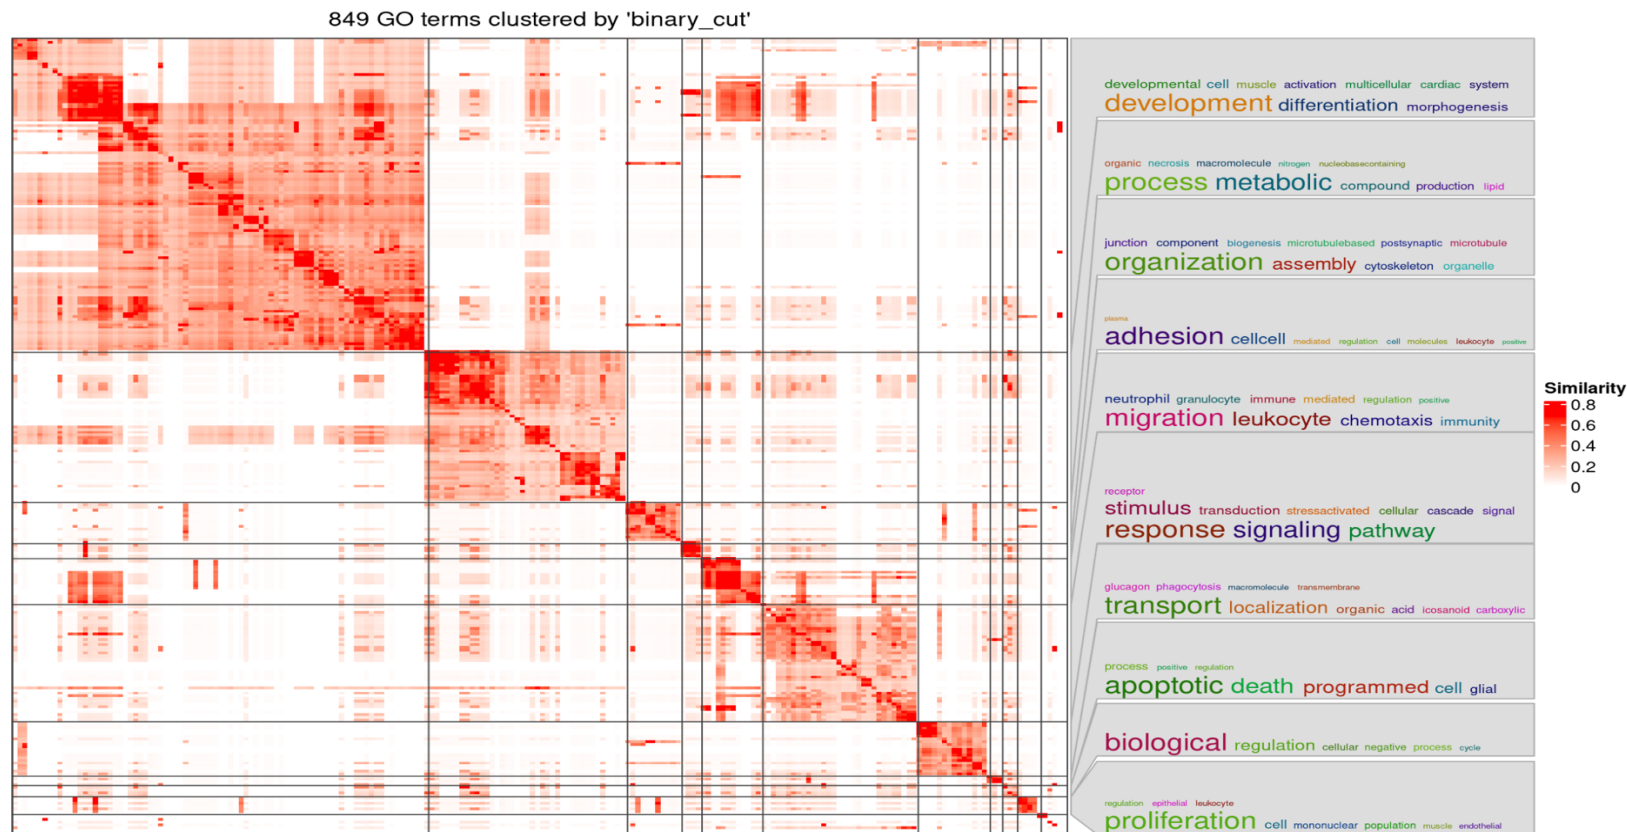 849 GO terms clustered by 'binary_cut'
developmental cell muscle activation multicellular cardiac system
development differentiation morphogenesis
organic necrosis macromolecule nitrogen nucleobasecontaining
process metabolic compound production lipid
junction component biogenesis microtubulebased postsynaptic microtubule
organization assembly cytoskeleton organelle
plasma
adhesion cellcell mediated regulation cell molecules leukocyte positive
neutrophil granulocyte immune mediated regulation positive
migration leukocyte chemotaxis immunity
receptor
stimulus transduction stressactivated cellular cascade signal
response signaling pathway
glucagon phagocytosis macromolecule transmembrane
transport localization organic acid icosanoid carboxylic
process positive regulation
apoptotic death programmed cell glial
biological regulation cellular negative process cycle
regulation epithelial leukocyte
proliferation cell mononuclear population muscle endothelial
Similarity
0.8
0.6
0.4
0.2
0